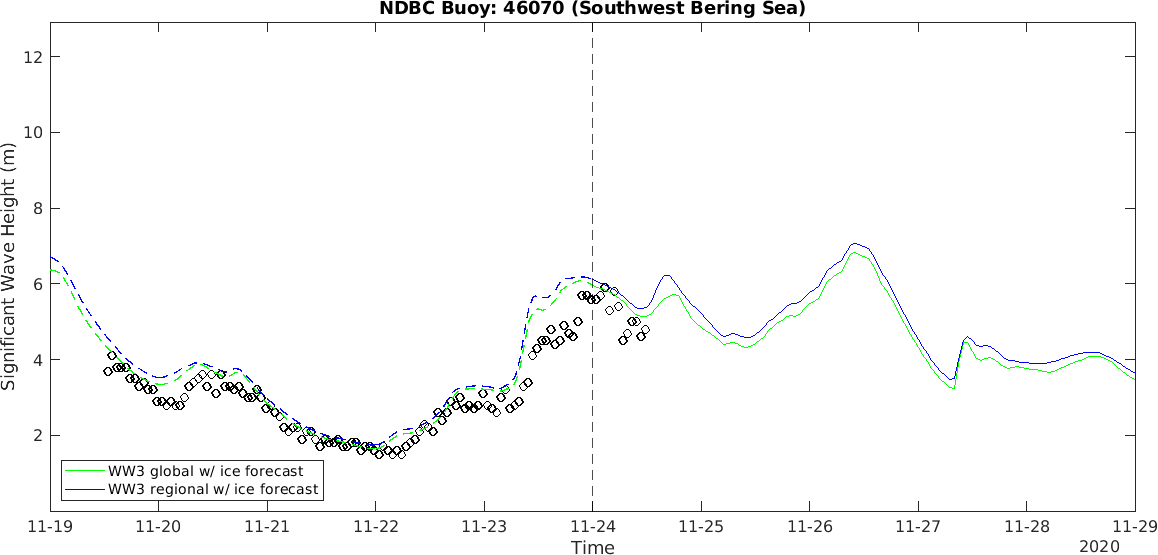 NDBC Buoy: 46070 (Southwest Bering Sea)
Significant Wave Height (m)
12
10
8
6
4
2
WW3 global w/ ice forecast
WW3 regional w/ ice forecast
11-19 11-20 11-21 11-22 11-23 11-24 11-25 11-26 11-27 11-28 11-29
Time
2020